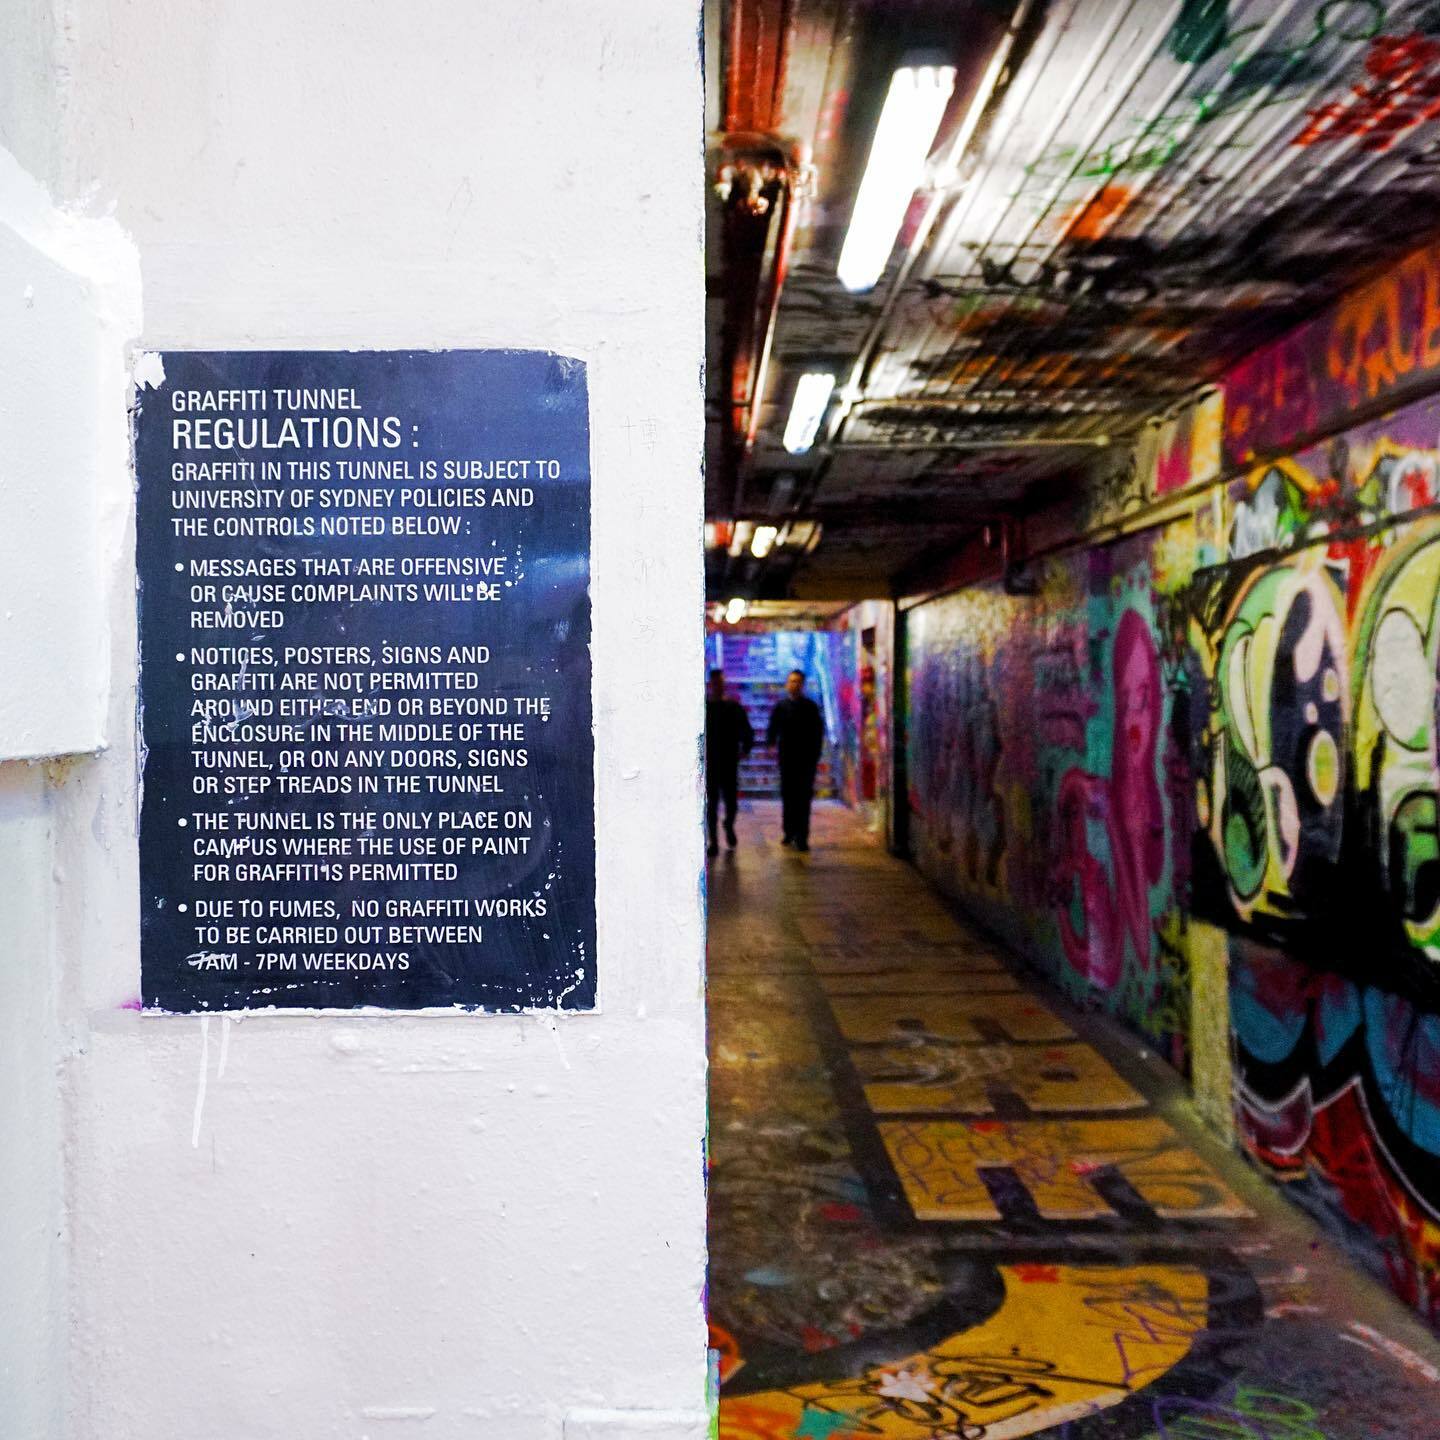 GRAFFITI TUNNEL
REGULATIONS :
GRAFFITI IN THIS TUNNEL IS SUBJECT TO
UNIVERSITY OF SYDNEY POLICIES AND
THE CONTROLS NOTED BELOW :
• MESSAGES THAT ARE OFFENSIVE
OR CAUSE COMPLAINTS WILL BE
REMOVED
• NOTICES, POSTERS, SIGNS AND
GRAFFITI ARE NOT PERMITTED
AROUND EITHER END OR BEYOND THE
ENCLOSURE IN THE MIDDLE OF THE
TUNNEL, OR ON ANY DOORS, SIGNS
OR STEP TREADS IN THE TUNNEL
• THE TUNNEL IS THE ONLY PLACE ON
CAMPUS WHERE THE USE OF PAINT
FOR GRAFFITI IS PERMITTED
• DUE TO FUMES, NO GRAFFITI WORKS
TO BE CARRIED OUT BETWEEN
7AM - 7PM WEEKDAYS